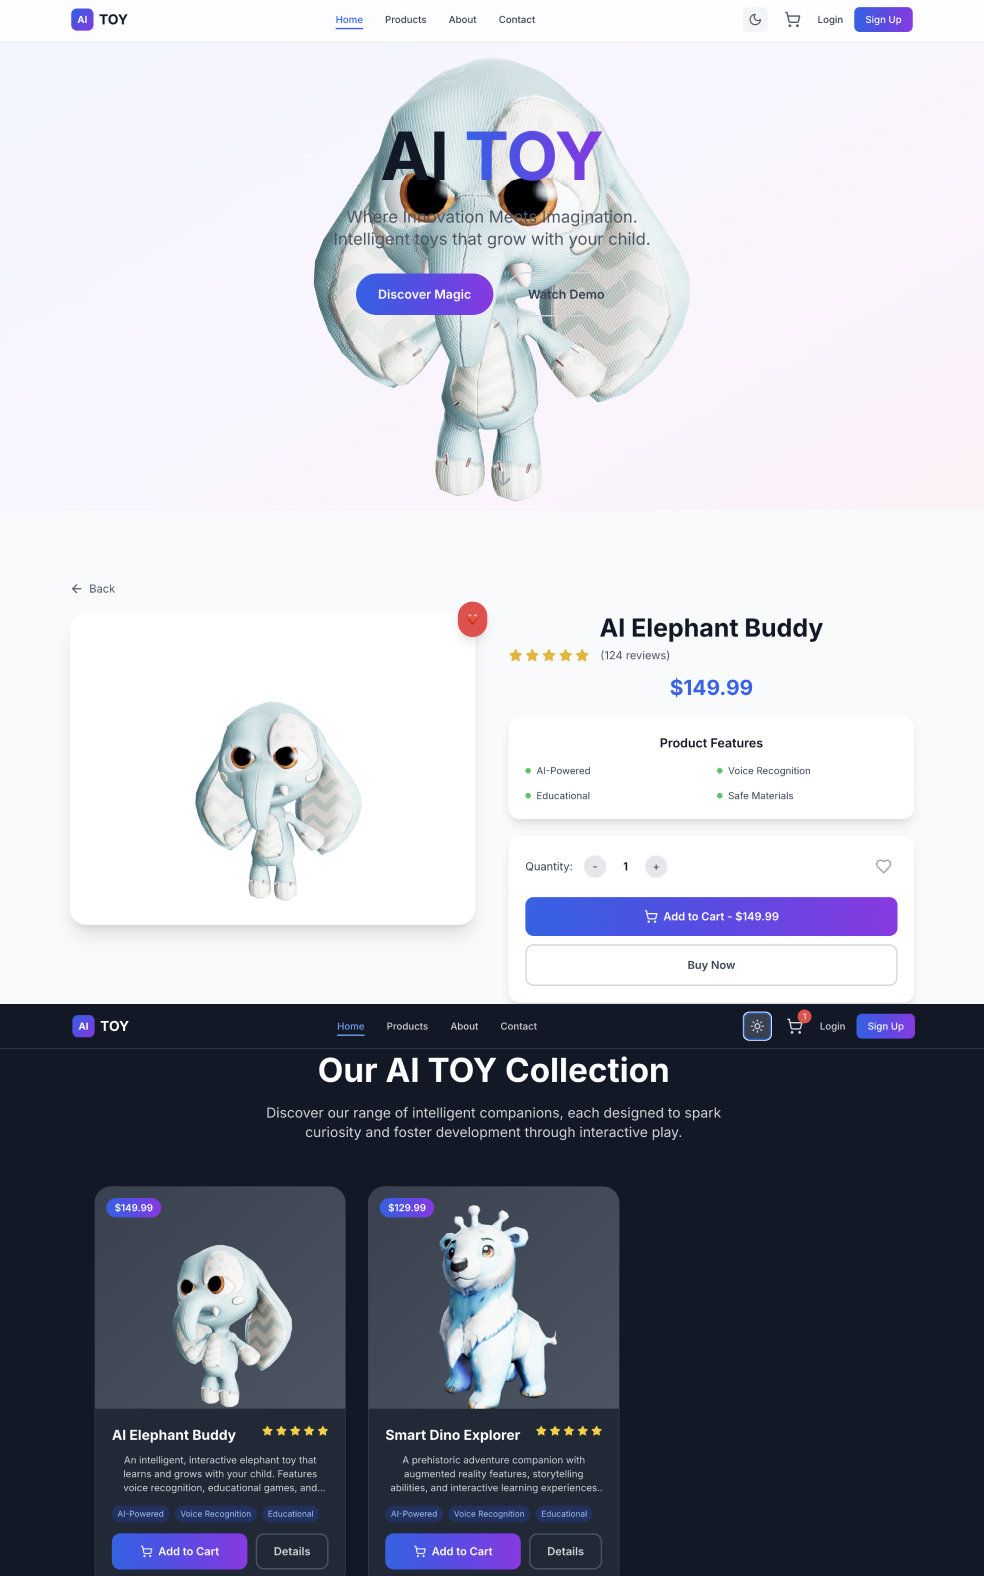 AI TOY
Home Products About Contact
Login Sign Up
AI TOY
Where Innovation Meets Imagination.
Intelligent toys that grow with your child.
Discover Magic Watch Demo
Back
AI Elephant Buddy
(124 reviews)
$149.99
Product Features
AI-Powered Voice Recognition
Educational Safe Materials
Quantity: - 1 +
Add to Cart - $149.99
Buy Now
AI TOY
Home Products About Contact
1 Login Sign Up
Our AI TOY Collection
Discover our range of intelligent companions, each designed to spark
curiosity and foster development through interactive play.
$149.99
AI Elephant Buddy
An intelligent, interactive elephant toy that
learns and grows with your child. Features
voice recognition, educational games, and...
AI-Powered Voice Recognition Educational
Add to Cart Details
$129.99
Smart Dino Explorer
A prehistoric adventure companion with
augmented reality features, storytelling
abilities, and interactive learning experiences..
AI-Powered Voice Recognition Educational
Add to Cart Details